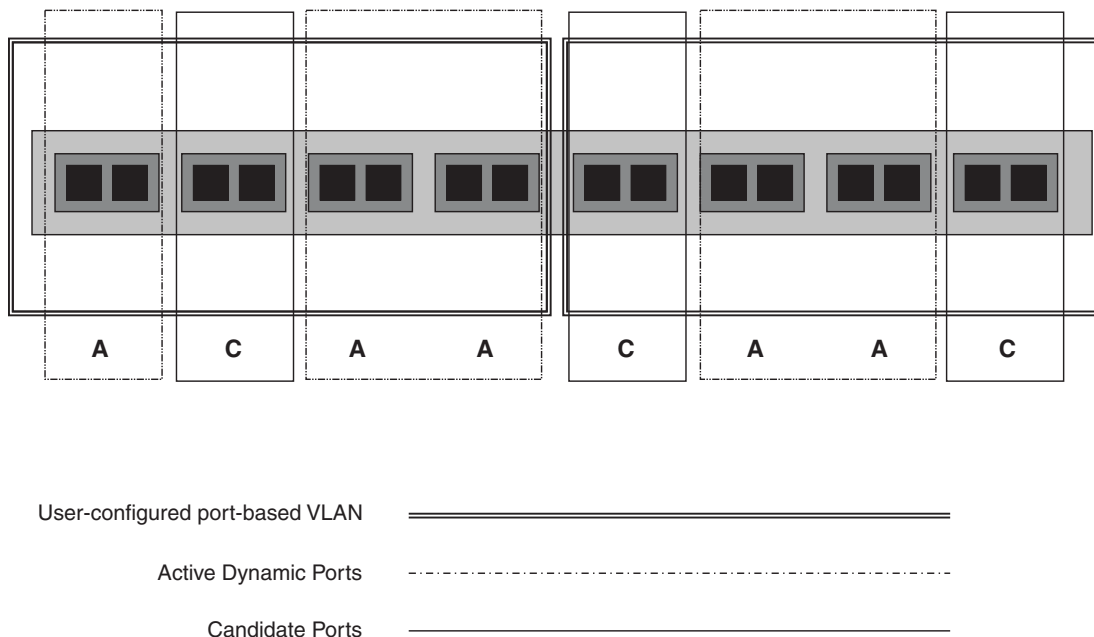 A C A A C A A C
User-configured port-based VLAN
Active Dynamic Ports
Candidate Ports